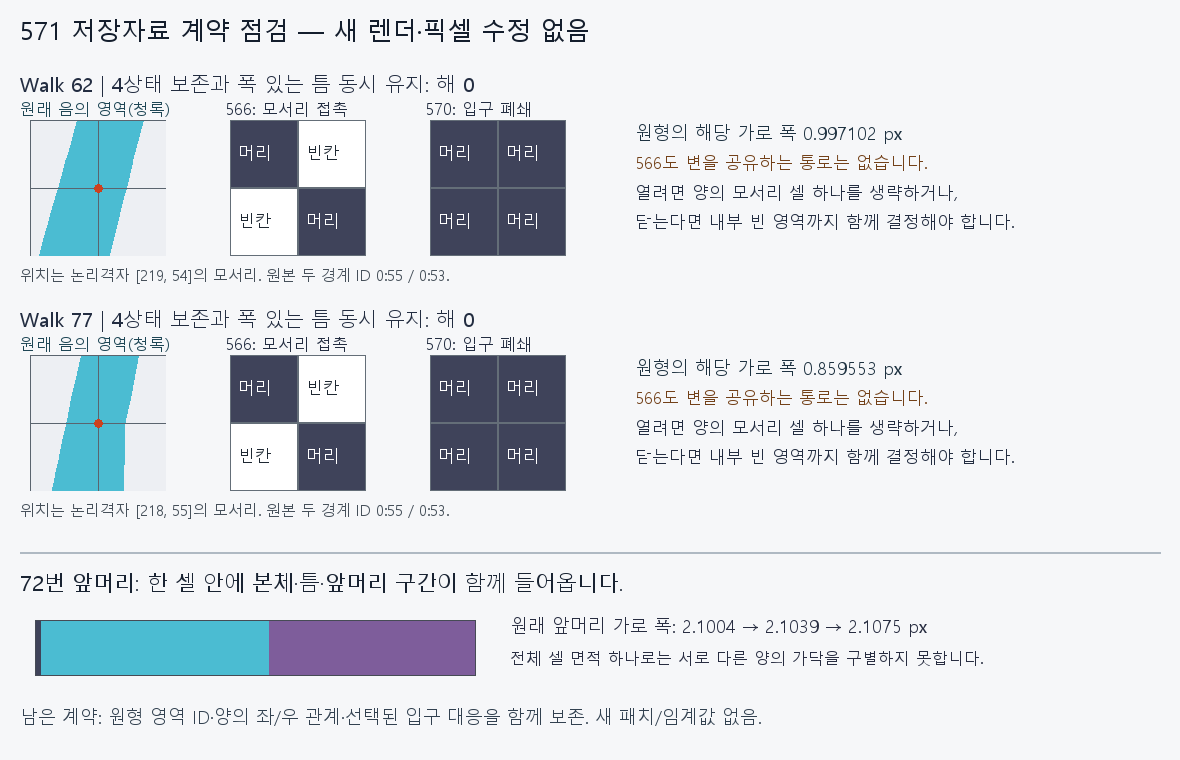 571 저장자료 계약 점검 — 새 렌더·픽셀 수정 없음
Walk 62 | 4상태 보존과 폭 있는 틈 동시 유지: 해 0
원래 음의 영역(청록)
566: 모서리 접촉
570: 입구 폐쇄
머리
빈칸
머리
머리
빈칸
머리
머리
머리
원형의 해당 가로 폭 0.997102 px
566도 변을 공유하는 통로는 없습니다.
열려면 양의 모서리 셀 하나를 생략하거나,
닫는다면 내부 빈 영역까지 함께 결정해야 합니다.
위치는 논리격자 [219, 54]의 모서리. 원본 두 경계 ID 0:55 / 0:53.
Walk 77 | 4상태 보존과 폭 있는 틈 동시 유지: 해 0
원래 음의 영역(청록)
566: 모서리 접촉
570: 입구 폐쇄
머리
빈칸
머리
머리
빈칸
머리
머리
머리
원형의 해당 가로 폭 0.859553 px
566도 변을 공유하는 통로는 없습니다.
열려면 양의 모서리 셀 하나를 생략하거나,
닫는다면 내부 빈 영역까지 함께 결정해야 합니다.
위치는 논리격자 [218, 55]의 모서리. 원본 두 경계 ID 0:55 / 0:53.
72번 앞머리: 한 셀 안에 본체·틈·앞머리 구간이 함께 들어옵니다.
원래 앞머리 가로 폭: 2.1004 → 2.1039 → 2.1075 px
전체 셀 면적 하나로는 서로 다른 양의 가닥을 구별하지 못합니다.
남은 계약: 원형 영역 ID·양의 좌/우 관계·선택된 입구 대응을 함께 보존. 새 패치/임계값 없음.